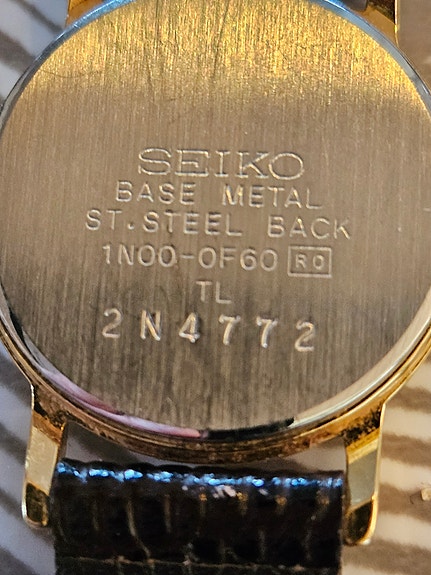 SEIKO
BASE METAL
ST.STEEL BACK
1N00-0F60 R0
TL
2N4772